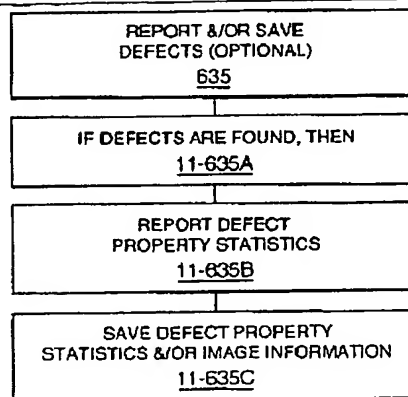 REPORT &/OR SAVE
DEFECTS (OPTIONAL)
635
IF DEFECTS ARE FOUND, THEN
11-635A
REPORT DEFECT
PROPERTY STATISTICS
11-635B
SAVE DEFECT PROPERTY
STATISTICS &/OR IMAGE INFORMATION
11-635C